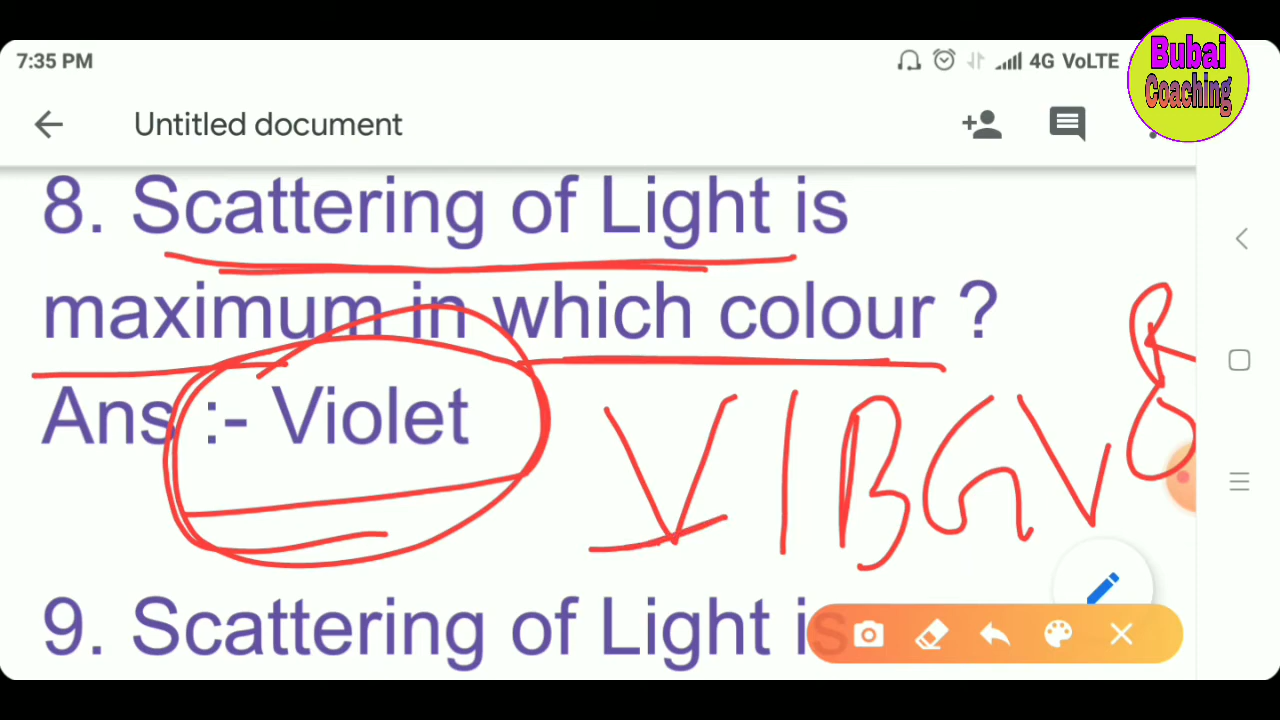 7:35 PM
4G VoLTE
Bubai
Coaching
Untitled document
8. Scattering of Light is
maximum in which colour ?
Ans :- Violet
VIBGV
9. Scattering of Light is